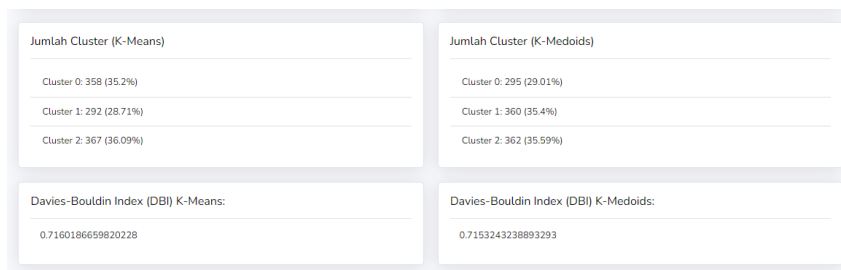 Jumlah Cluster (K-Means)
Cluster 0: 358 (35.2%)
Cluster 1: 292 (28.71%)
Cluster 2: 367 (36.09%)
Jumlah Cluster (K-Medoids)
Cluster 0: 295 (29.01%)
Cluster 1: 360 (35.4%)
Cluster 2: 362 (35.59%)
Davies-Bouldin Index (DBI) K-Means:
0.7160186659820228
Davies-Bouldin Index (DBI) K-Medoids:
0.7153243238893293